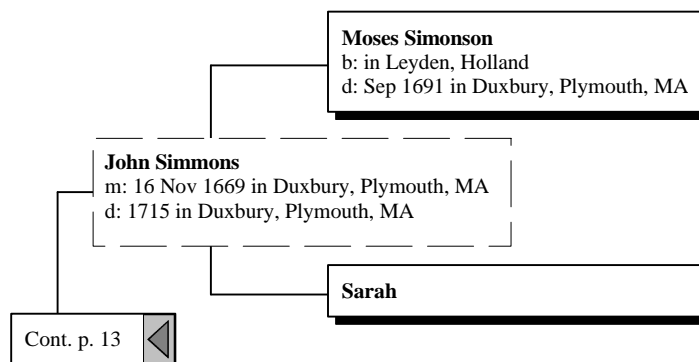 Moses Simonson
b: in Leyden, Holland
d: Sep 1691 in Duxbury, Plymouth, MA
John Simmons
m: 16 Nov 1669 in Duxbury, Plymouth, MA
d: 1715 in Duxbury, Plymouth, MA
Sarah
Cont. p. 13